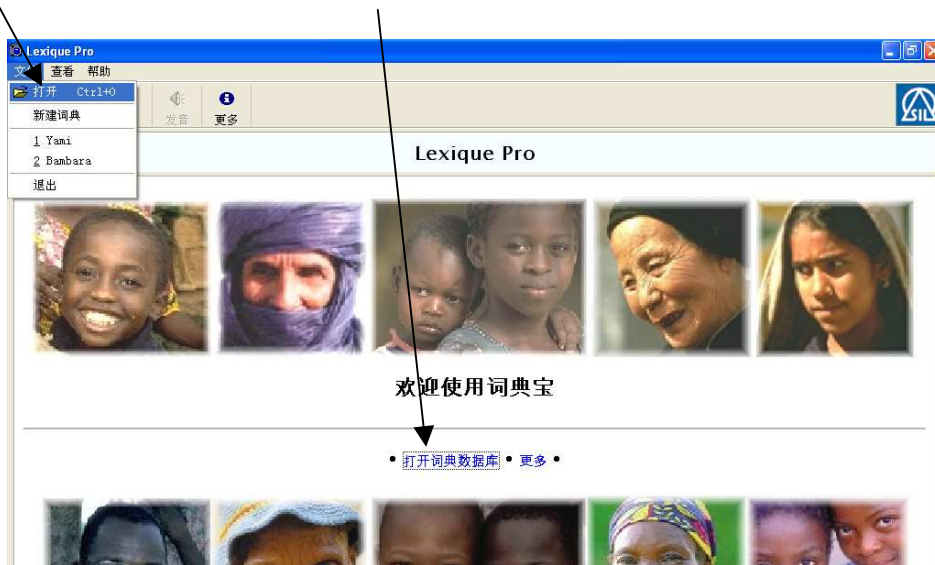 Lexique Pro
文 查看 帮助
打开 Ctrl+O
新建词典
1 Yami
2 Bambara
退出
发音 更多
SIL
Lexique Pro
欢迎使用词典宝
• 打开词典数据库 • 更多 •